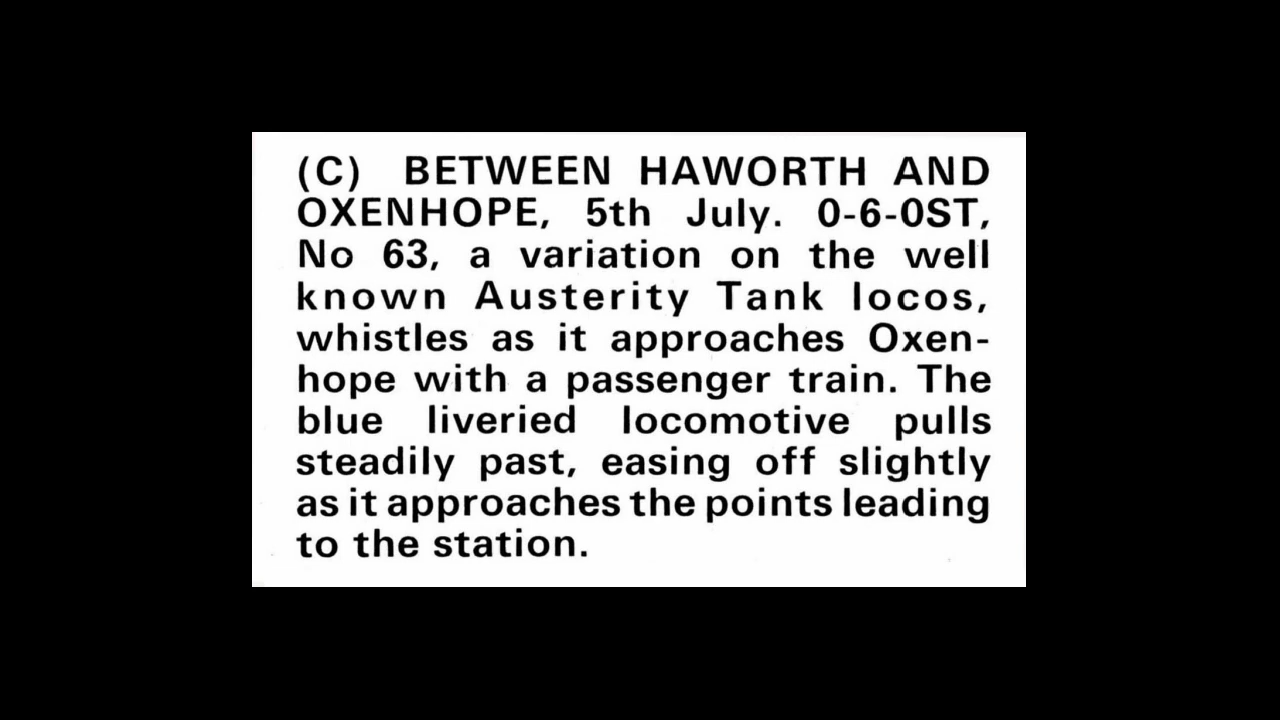 (C) BETWEEN HAWORTH AND
OXENHOPE, 5th July. 0-6-0ST,
No 63, a variation on the well
known Austerity Tank locos,
whistles as it approaches Oxen-
hope with a passenger train. The
blue liveried locomotive pulls
steadily past, easing off slightly
as it approaches the points leading
to the station.